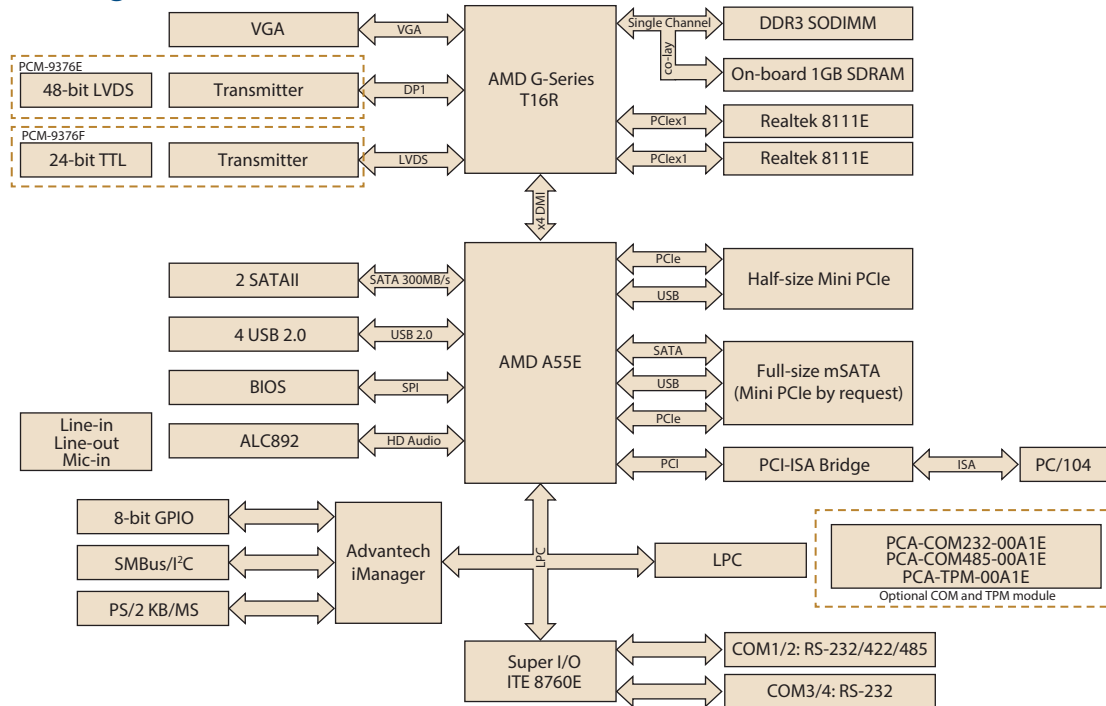 VGA
VGA
AMD G-Series
T16R
Single Channel
co-lay
DDR3 SODIMM
On-board 1GB SDRAM
PCM-9376E
48-bit LVDS
Transmitter
DP1
PCIex1
Realtek 8111E
PCM-9376F
24-bit TTL
Transmitter
LVDS
PCIex1
Realtek 8111E
x4 DMI
AMD A55E
2 SATAII
SATA 300MB/s
4 USB 2.0
USB 2.0
BIOS
SPI
Line-in
Line-out
Mic-in
ALC892
HD Audio
PCIe
USB
Half-size Mini PCIe
SATA
USB
PCIe
Full-size mSATA
(Mini PCIe by request)
PCI
PCI-ISA Bridge
ISA
PC/104
8-bit GPIO
SMBus/I²C
PS/2 KB/MS
Advantech
iManager
LPC
LPC
PCA-COM232-00A1E
PCA-COM485-00A1E
PCA-TPM-00A1E
Optional COM and TPM module
Super I/O
ITE 8760E
COM1/2: RS-232/422/485
COM3/4: RS-232